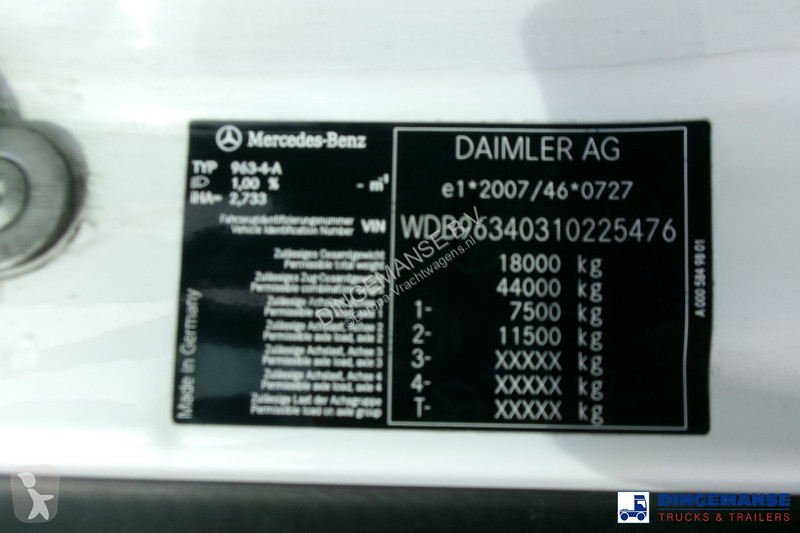 Mercedes-Benz
TYP 963-4-A
1,00 % - m⁻¹
IHA= 2,733
Fahrzeugidentifizierungsnummer
Vehicle Identification Number VIN
Zulässiges Gesamtgewicht
Permissible total weight
Zulässiges Zug-Gesamtgewicht
Permissible combination weight
Zulässige Achslast, Achse 1
Permissible axle load, axle 1
Zulässige Achslast, Achse 2
Permissible axle load, axle 2
Zulässige Achslast, Achse 3
Permissible axle load, axle 3
Zulässige Achslast, Achse 4
Permissible axle load, axle 4
Zulässige Last der Achsgruppe
Permissible load on axle group
DAIMLER AG
e1*2007/46*0727
WDB96340310225476
18000 kg
44000 kg
1- 7500 kg
2- 11500 kg
3- XXXXX kg
4- XXXXX kg
T- XXXXX kg
Made in Germany
A 000 584 98 01
DINGEMANSE BV
©Europa-Vrachtwagens.nl
DINGEMANSE
TRUCKS & TRAILERS